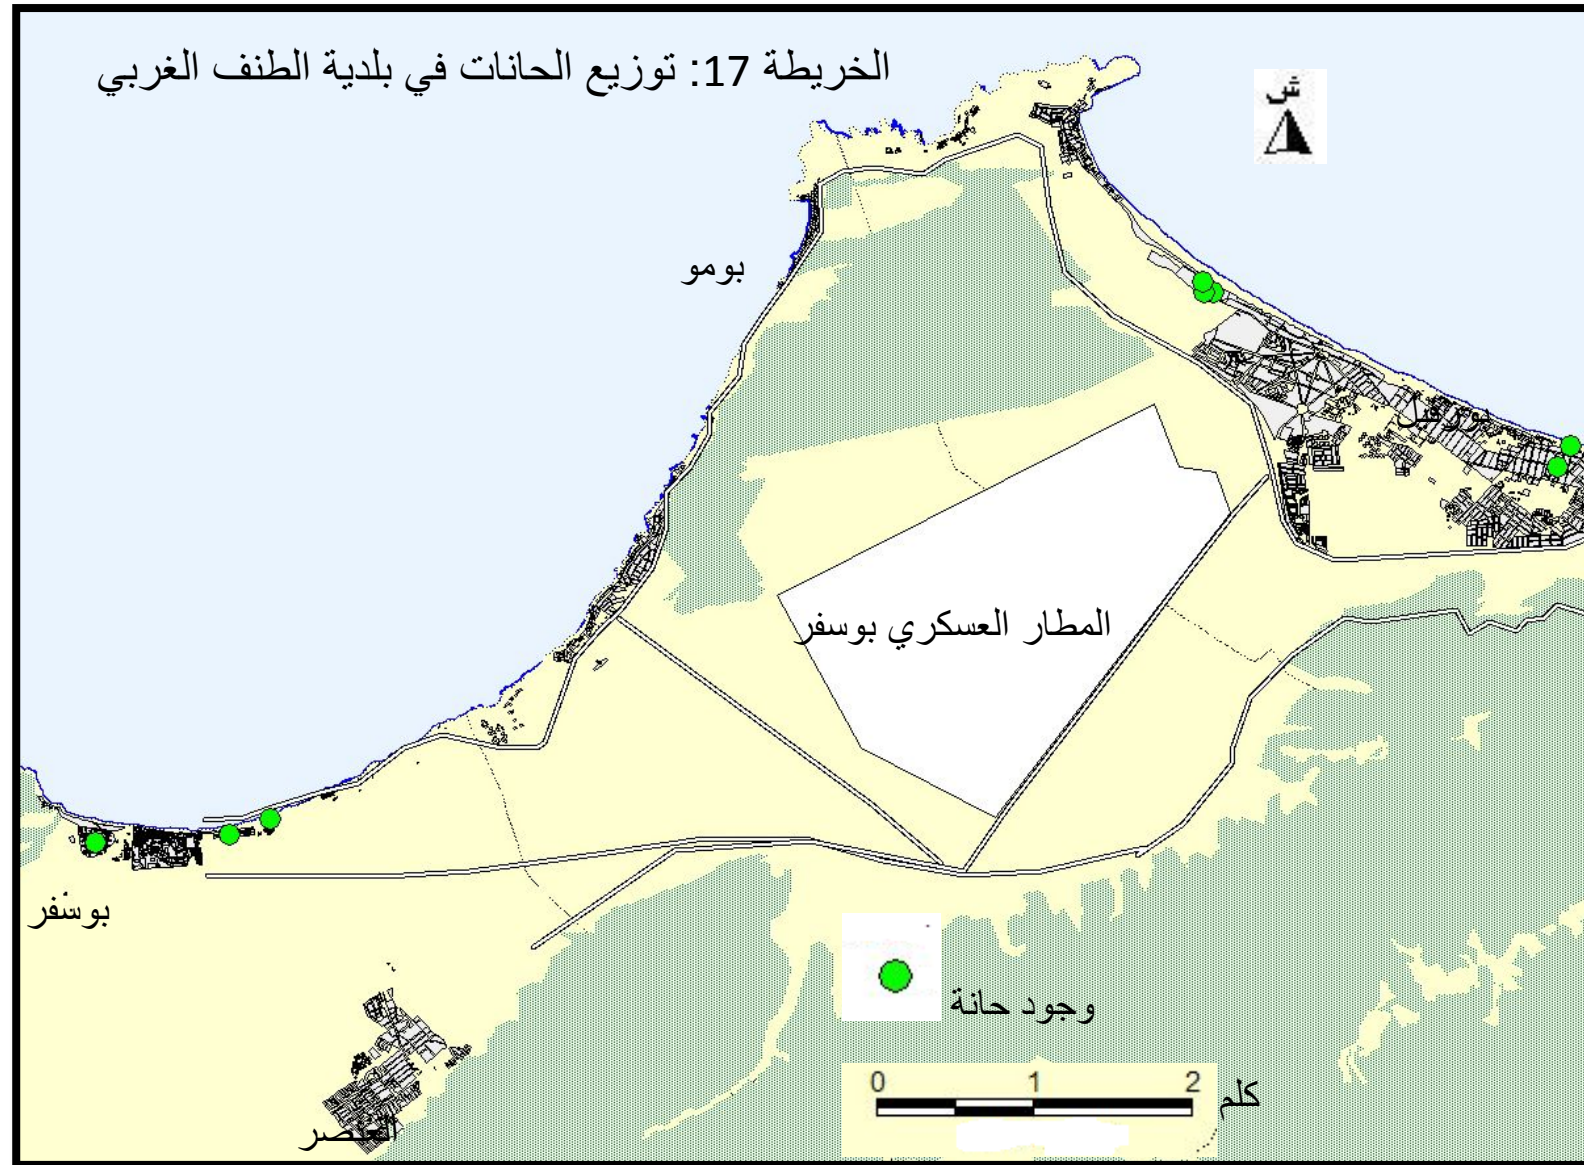 الخريطة 17: توزيع الحانات في بلدية الطنف الغربي
ش
بومو
المطار العسكري بوسفر
بوسفر
وجود حانة
0 1 2
كلم
العنصر